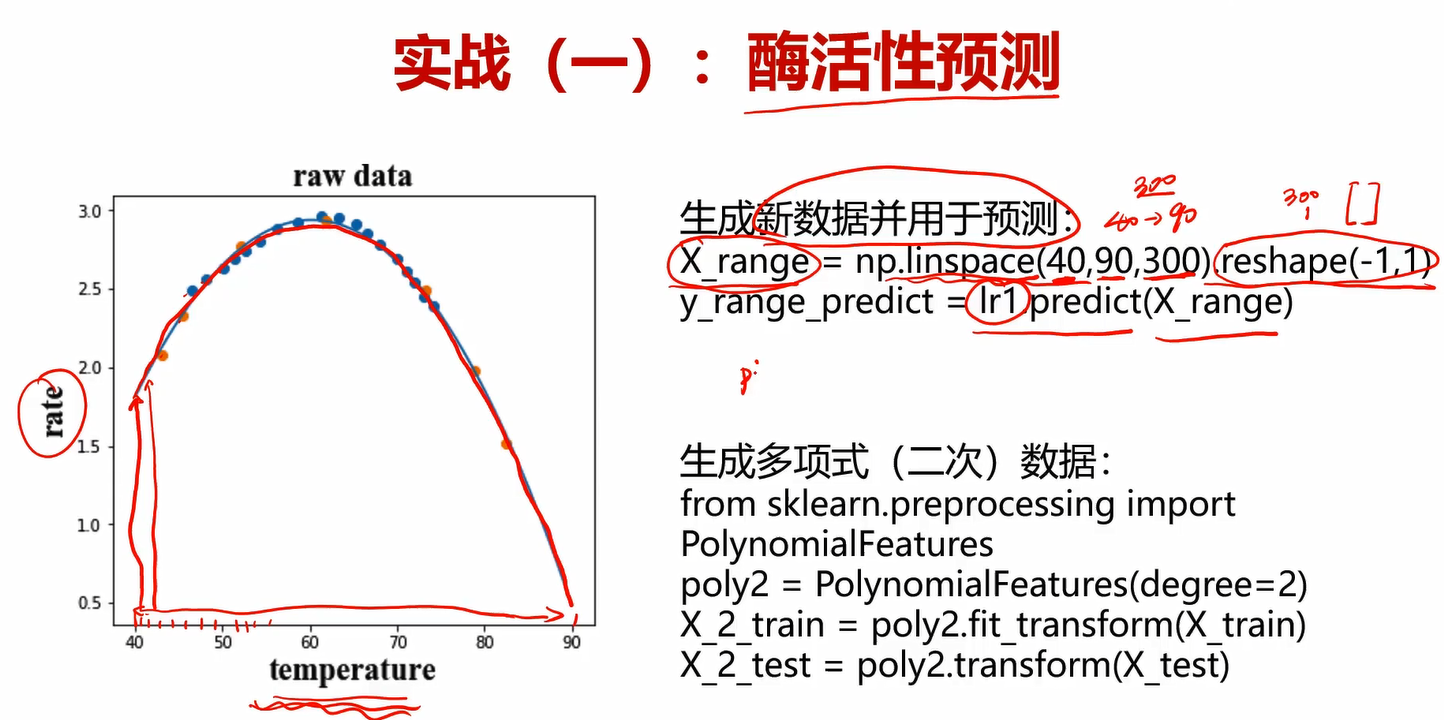 实战（一）：酶活性预测
raw data
3.0
2.5
2.0
1.5
1.0
0.5
rate
40 50 60 70 80 90
temperature
300
40→90
300
1
[ ]
生成新数据并用于预测：
X_range = np.linspace(40,90,300).reshape(-1,1)
y_range_predict = lr1.predict(X_range)
生成多项式（二次）数据：
from sklearn.preprocessing import
PolynomialFeatures
poly2 = PolynomialFeatures(degree=2)
X_2_train = poly2.fit_transform(X_train)
X_2_test = poly2.transform(X_test)